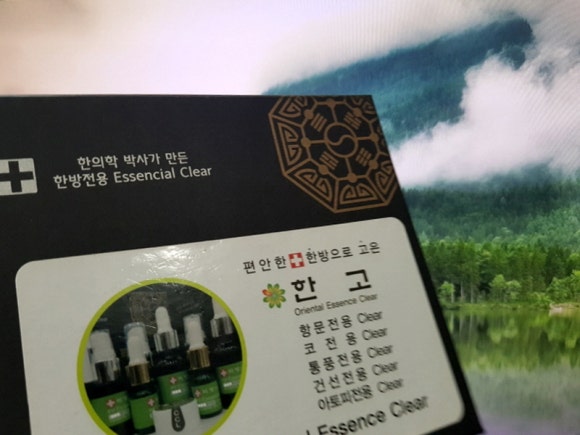 한의학 박사가 만든
한방전용 Essencial Clear
편안한 한방으로 고은
한 고
Oriental Essence Clear
항문전용 Clear
코 전 용 Clear
통풍전용 Clear
건선전용 Clear
아토피전용 Clear
Essence Clear